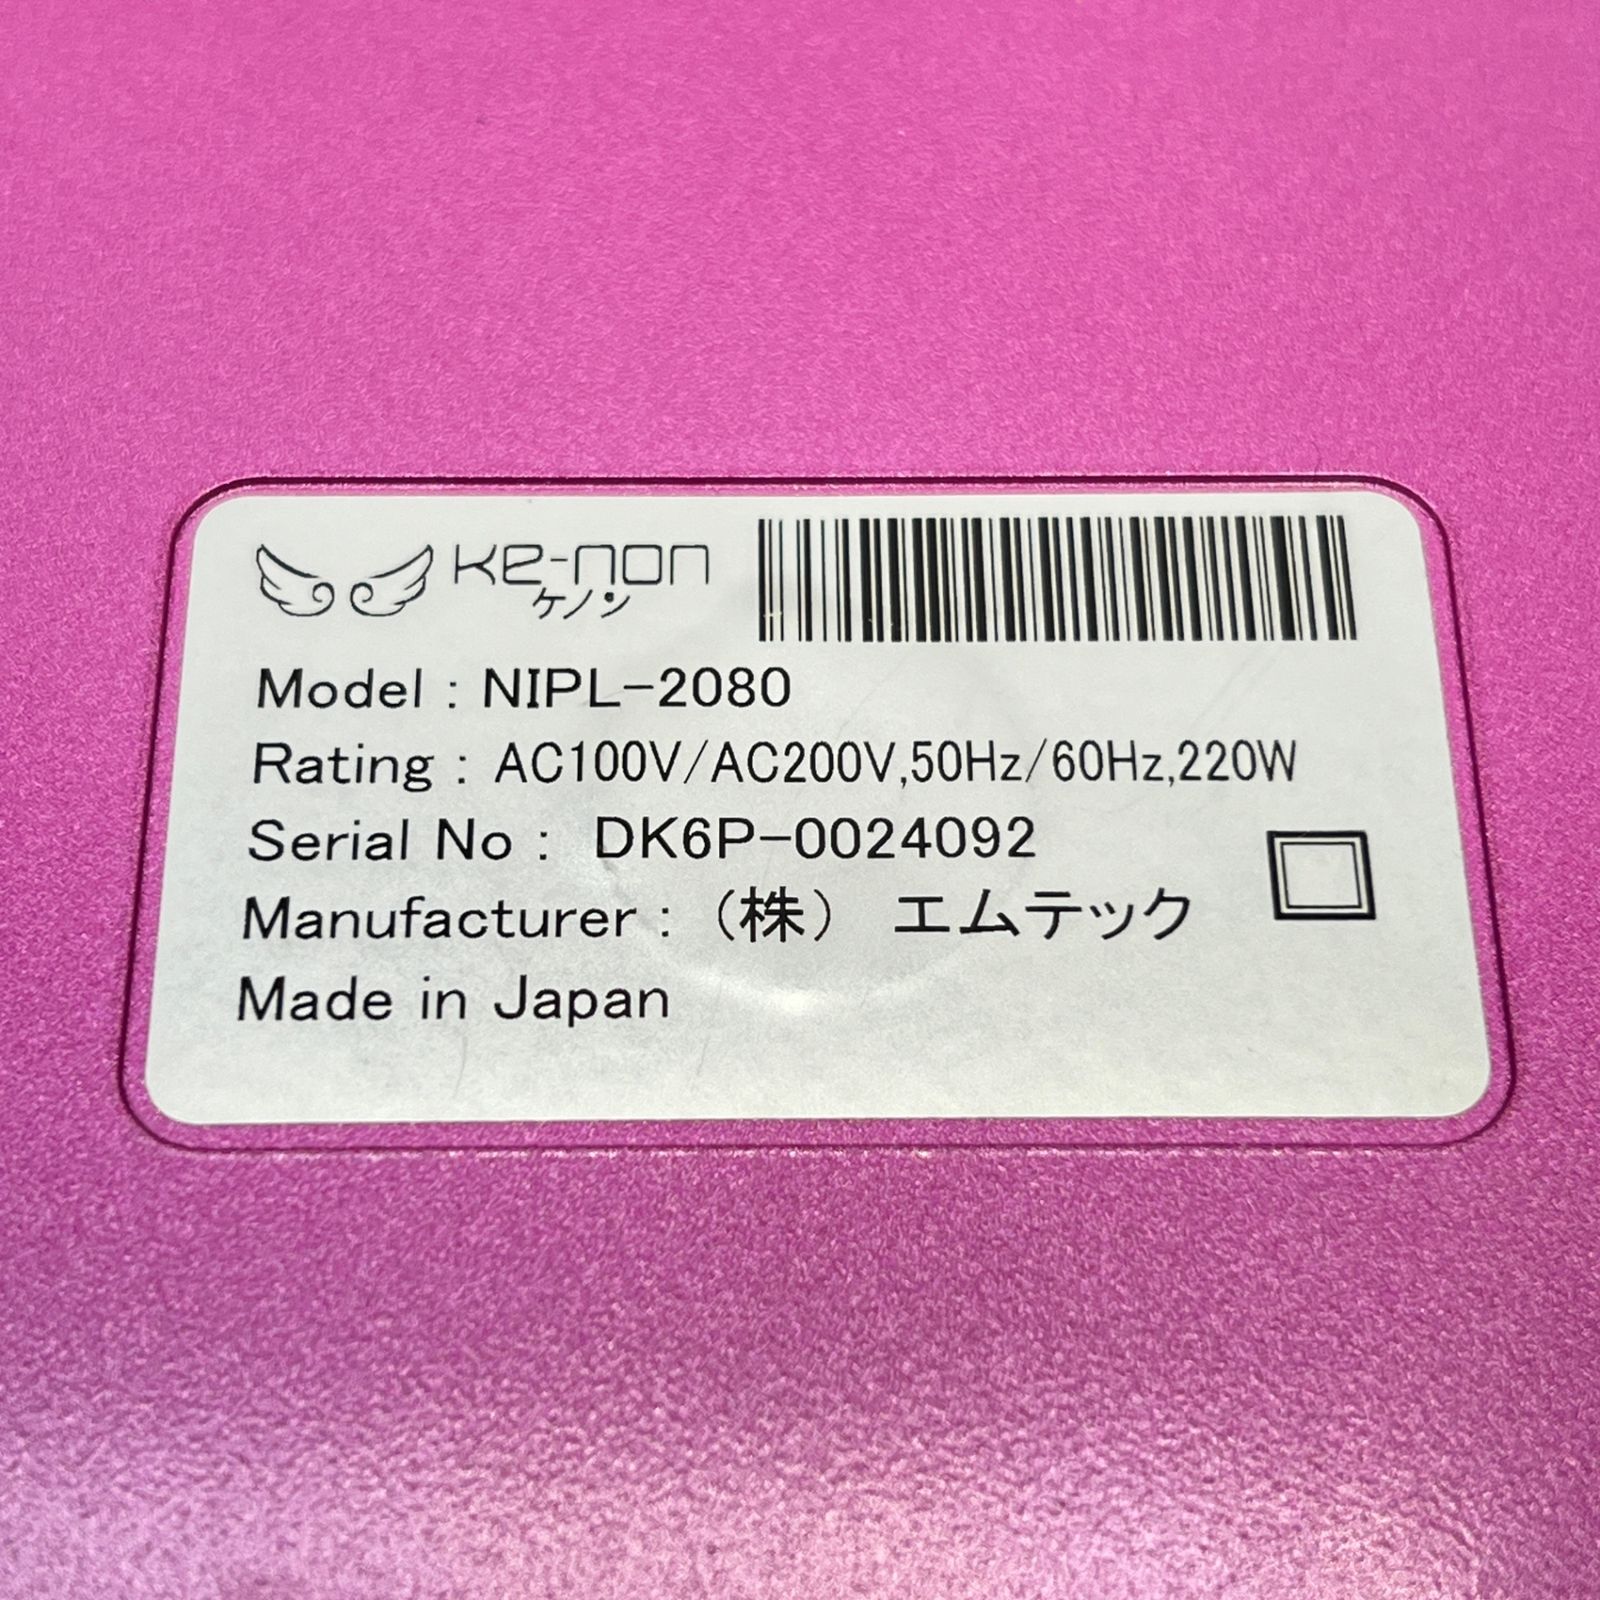 Ke-non
ケノン
Model : NIPL-2080
Rating : AC100V/AC200V,50Hz/60Hz,220W
Serial No : DK6P-0024092
Manufacturer : （株） エムテック
Made in Japan